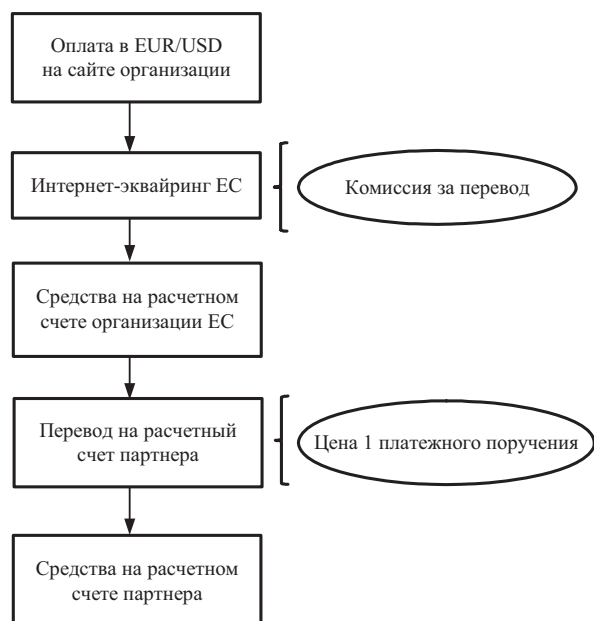 Оплата в EUR/USD
на сайте организации
Интернет-эквайринг ЕС
Комиссия за перевод
Средства на расчетном
счете организации ЕС
Перевод на расчетный
счет партнера
Цена 1 платежного поручения
Средства на расчетном
счете партнера